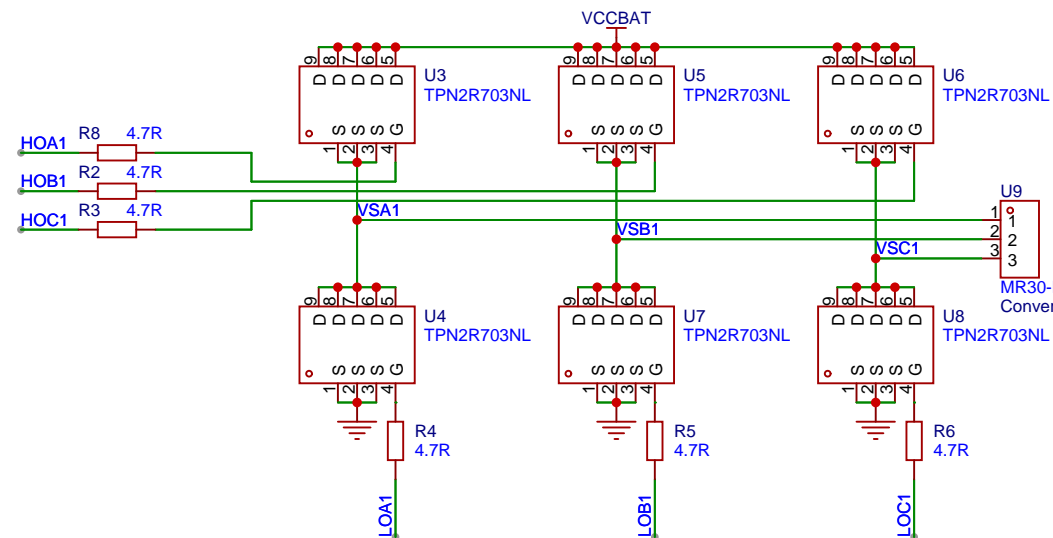 VCCBAT
9 8 7 6 5
D D D D D
S S S G
1 2 3 4
U3
TPN2R703NL
9 8 7 6 5
D D D D D
S S S G
1 2 3 4
U5
TPN2R703NL
9 8 7 6 5
D D D D D
S S S G
1 2 3 4
U6
TPN2R703NL
HOA1
R8 4.7R
HOB1
R2 4.7R
HOC1
R3 4.7R
VSA1
VSB1
VSC1
U9
1 1
2 2
3 3
MR30-
Conver
9 8 7 6 5
D D D D D
S S S G
1 2 3 4
U4
TPN2R703NL
9 8 7 6 5
D D D D D
S S S G
1 2 3 4
U7
TPN2R703NL
9 8 7 6 5
D D D D D
S S S G
1 2 3 4
U8
TPN2R703NL
R4
4.7R
R5
4.7R
R6
4.7R
LOA1
LOB1
LOC1